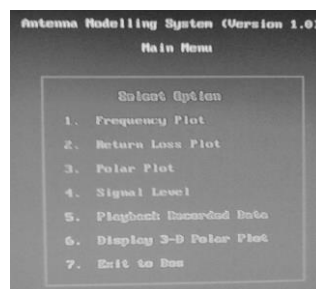 Antenna Modelling System (Version 1.0)
Main Menu
Select Option
1. Frequency Plot
2. Return Loss Plot
3. Polar Plot
4. Signal Level
5. Playback Recorded Data
6. Display 3-D Polar Plot
7. Exit to Dos